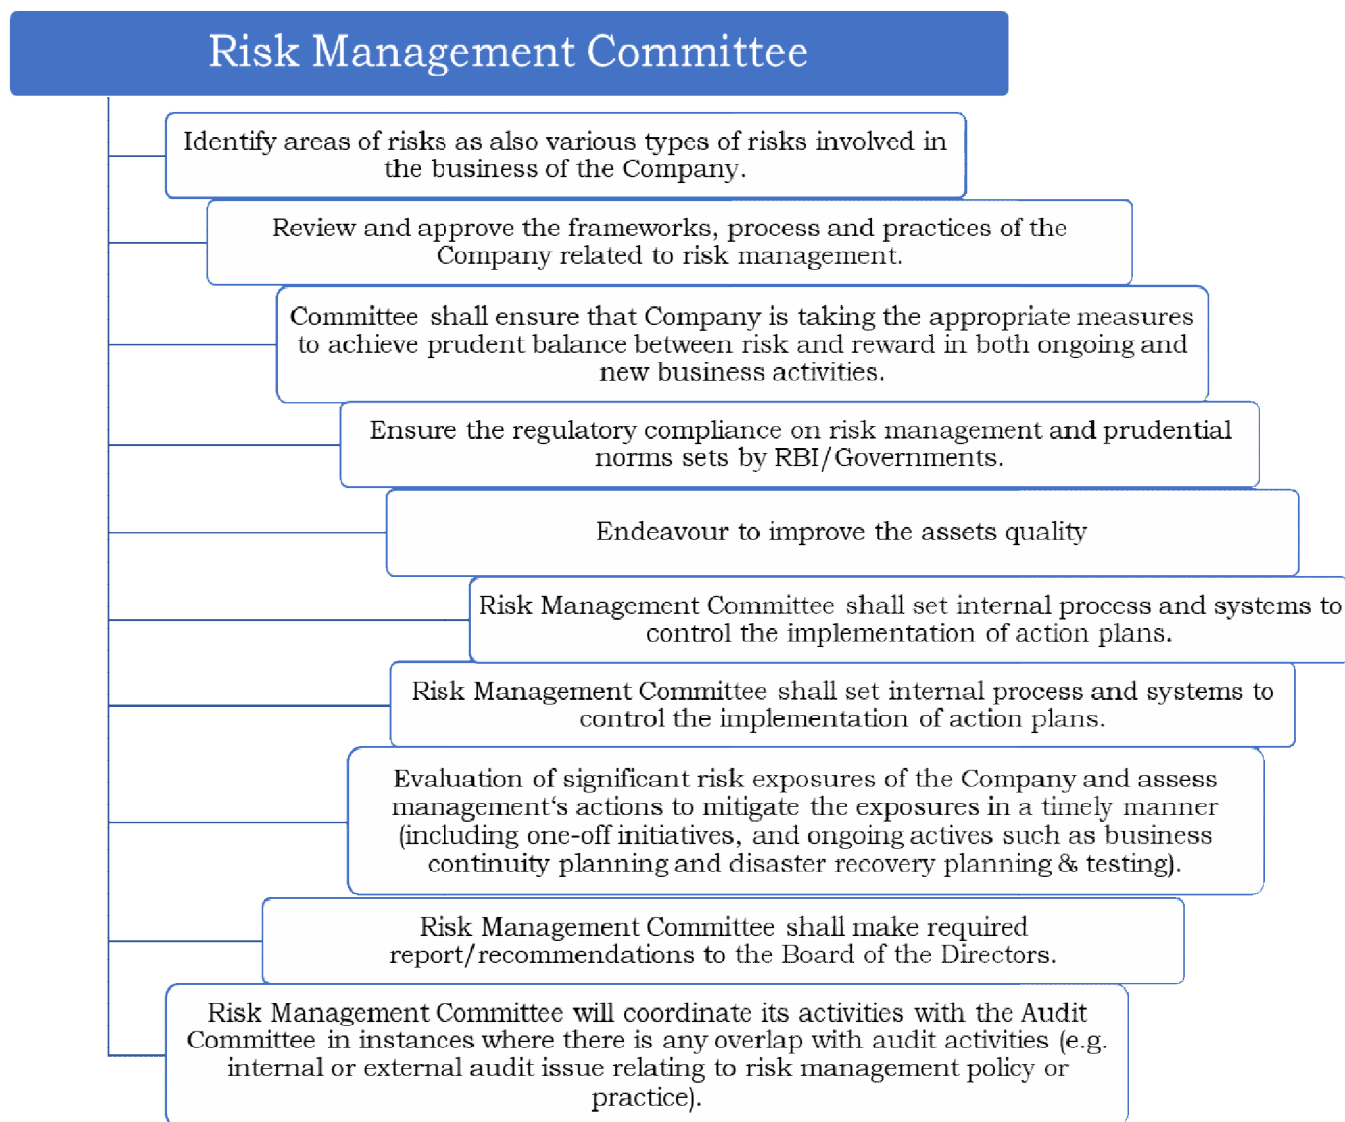 Risk Management Committee
Identify areas of risks as also various types of risks involved in
the business of the Company.
Review and approve the frameworks, process and practices of the
Company related to risk management.
Committee shall ensure that Company is taking the appropriate measures
to achieve prudent balance between risk and reward in both ongoing and
new business activities.
Ensure the regulatory compliance on risk management and prudential
norms sets by RBI/Governments.
Endeavour to improve the assets quality
Risk Management Committee shall set internal process and systems to
control the implementation of action plans.
Risk Management Committee shall set internal process and systems to
control the implementation of action plans.
Evaluation of significant risk exposures of the Company and assess
management‘s actions to mitigate the exposures in a timely manner
(including one-off initiatives, and ongoing actives such as business
continuity planning and disaster recovery planning & testing).
Risk Management Committee shall make required
report/recommendations to the Board of the Directors.
Risk Management Committee will coordinate its activities with the Audit
Committee in instances where there is any overlap with audit activities (e.g.
internal or external audit issue relating to risk management policy or
practice).